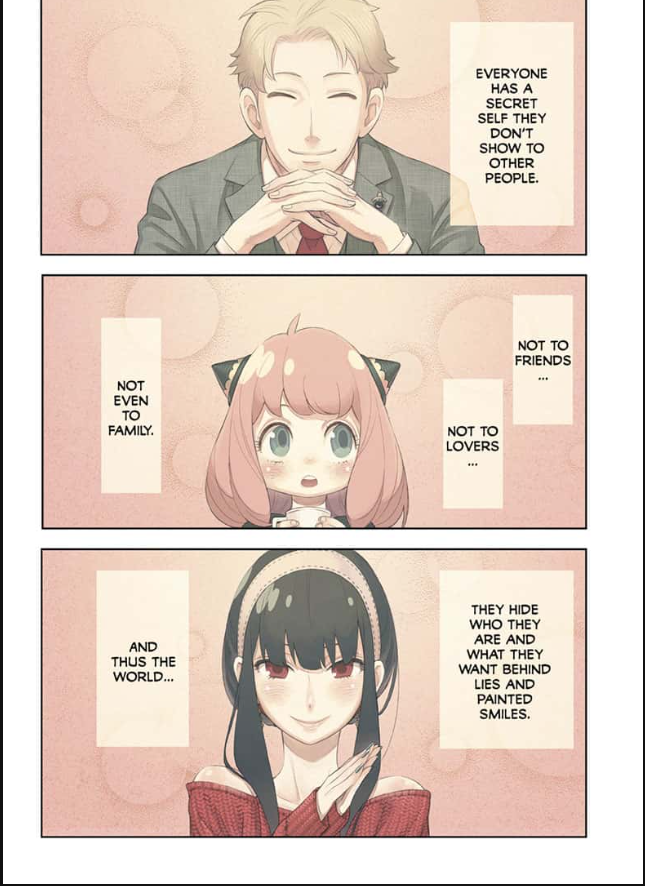 EVERYONE
HAS A
SECRET
SELF THEY
DON'T
SHOW TO
OTHER
PEOPLE.
NOT TO
FRIENDS
...
NOT TO
LOVERS
...
NOT
EVEN
TO
FAMILY.
THEY HIDE
WHO THEY
ARE AND
WHAT THEY
WANT BEHIND
LIES AND
PAINTED
SMILES.
AND
THUS THE
WORLD...